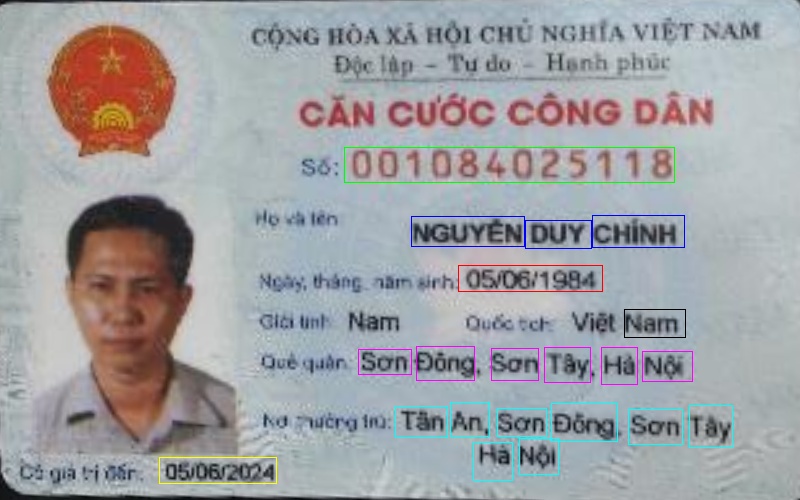 CỘNG HÒA XÃ HỘI CHỦ NGHĨA VIỆT NAM
Độc lập - Tự do - Hạnh phúc
CĂN CƯỚC CÔNG DÂN
Số: 001084025118
Họ và tên
NGUYỄN DUY CHÍNH
Ngày, tháng, năm sinh: 05/06/1984
Giới tính: Nam Quốc tịch: Việt Nam
Quê quán: Sơn Đông, Sơn Tây, Hà Nội
Nơi thường trú: Tân An, Sơn Đông, Sơn Tây
Hà Nội
Có giá trị đến: 05/06/2024